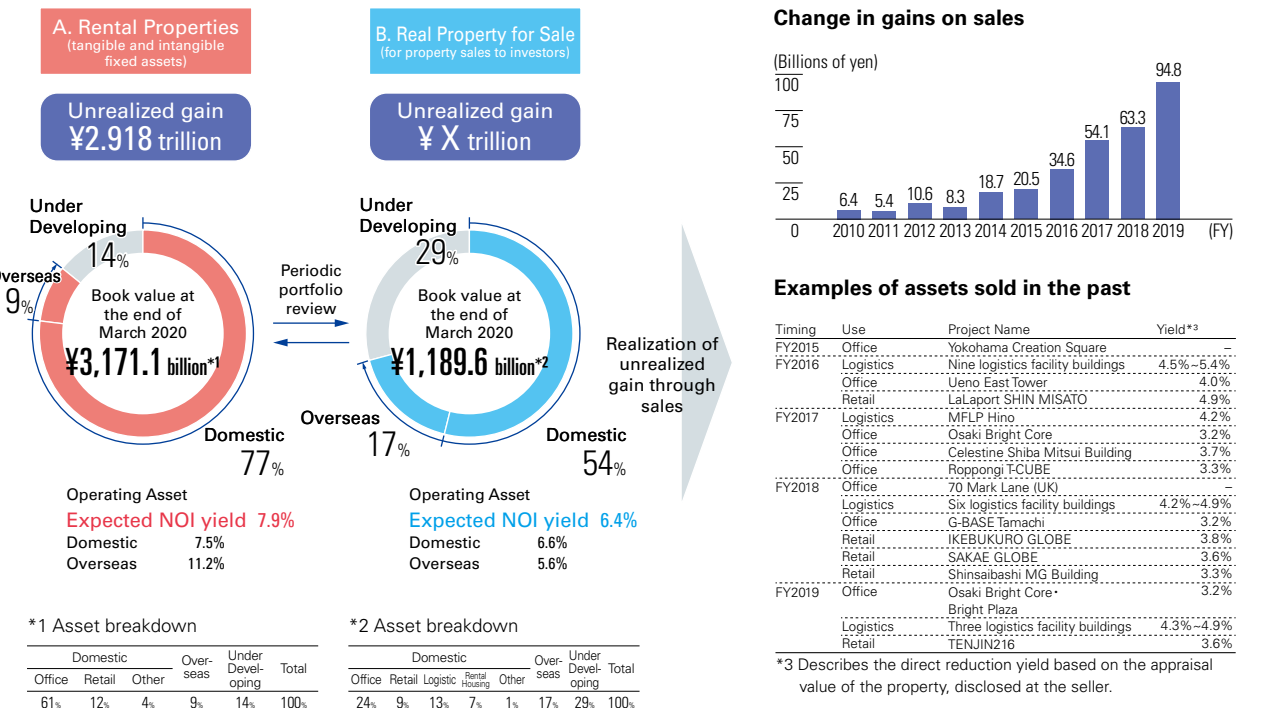 A. Rental Properties
(tangible and intangible
fixed assets)
Unrealized gain
¥2.918 trillion
Under
Developing
14%
verseas
9%
Book value at
the end of
March 2020
¥3,171.1 billion*1
Domestic
77%
Operating Asset
Expected NOI yield 7.9%
Domestic 7.5%
Overseas 11.2%
Periodic
portfolio
review
B. Real Property for Sale
(for property sales to investors)
Unrealized gain
¥ X trillion
Under
Developing
29%
Book value at
the end of
March 2020
¥1,189.6 billion*2
Overseas
17%
Domestic
54%
Operating Asset
Expected NOI yield 6.4%
Domestic 6.6%
Overseas 5.6%
Realization of
unrealized
gain through
sales
*1 Asset breakdown
Domestic Over-seas Under Devel-oping Total
Office Retail Other
61% 12% 4% 9% 14% 100%
*2 Asset breakdown
Domestic Over-seas Under Devel-oping Total
Office Retail Logistic Rental Housing Other
24% 9% 13% 7% 1% 17% 29% 100%
Change in gains on sales
(Billions of yen)
100
75
50
25
0
6.4 5.4 10.6 8.3 18.7 20.5 34.6 54.1 63.3 94.8
2010 2011 2012 2013 2014 2015 2016 2017 2018 2019 (FY)
Examples of assets sold in the past
Timing Use Project Name Yield*3
FY2015 Office Yokohama Creation Square –
FY2016 Logistics Nine logistics facility buildings 4.5%~5.4%
Office Ueno East Tower 4.0%
Retail LaLaport SHIN MISATO 4.9%
FY2017 Logistics MFLP Hino 4.2%
Office Osaki Bright Core 3.2%
Office Celestine Shiba Mitsui Building 3.7%
Office Roppongi T-CUBE 3.3%
FY2018 Office 70 Mark Lane (UK) –
Logistics Six logistics facility buildings 4.2%~4.9%
Office G-BASE Tamachi 3.2%
Retail IKEBUKURO GLOBE 3.8%
Retail SAKAE GLOBE 3.6%
Retail Shinsaibashi MG Building 3.3%
FY2019 Office Osaki Bright Core・ 3.2%
Bright Plaza
Logistics Three logistics facility buildings 4.3%~4.9%
Retail TENJIN216 3.6%
*3 Describes the direct reduction yield based on the appraisal
value of the property, disclosed at the seller.